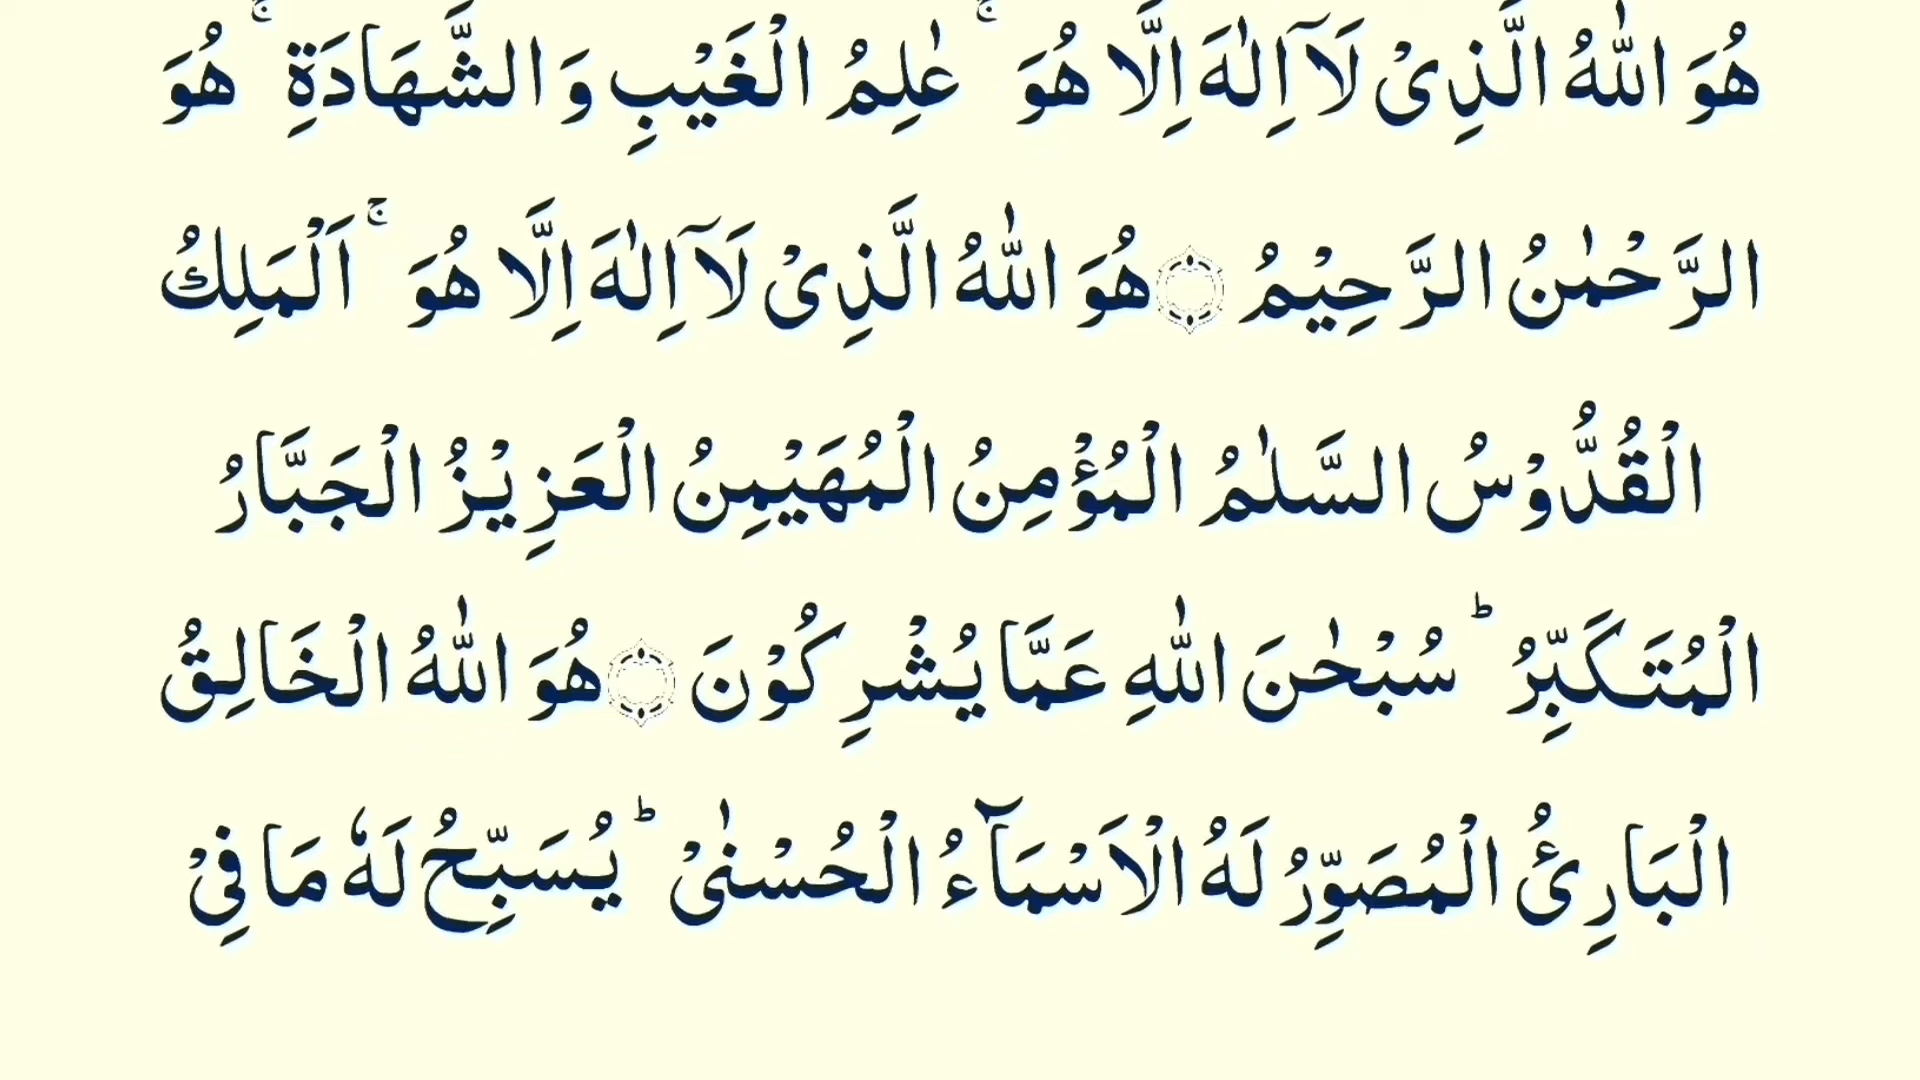 هُوَ اللّٰهُ الَّذِیْ لَاۤ اِلٰهَ اِلَّا هُوَ ۚ عٰلِمُ الْغَیْبِ وَ الشَّهَادَةِ ۚ هُوَ
الرَّحْمٰنُ الرَّحِیْمُ ۝ هُوَ اللّٰهُ الَّذِیْ لَاۤ اِلٰهَ اِلَّا هُوَ ۚ اَلْمَلِكُ
الْقُدُّوْسُ السَّلٰمُ الْمُؤْمِنُ الْمُهَیْمِنُ الْعَزِیْزُ الْجَبَّارُ
الْمُتَكَبِّرُ ؕ سُبْحٰنَ اللّٰهِ عَمَّا یُشْرِكُوْنَ ۝ هُوَ اللّٰهُ الْخَالِقُ
الْبَارِئُ الْمُصَوِّرُ لَهُ الْاَسْمَآءُ الْحُسْنٰی ؕ یُسَبِّحُ لَهٗ مَا فِیْ